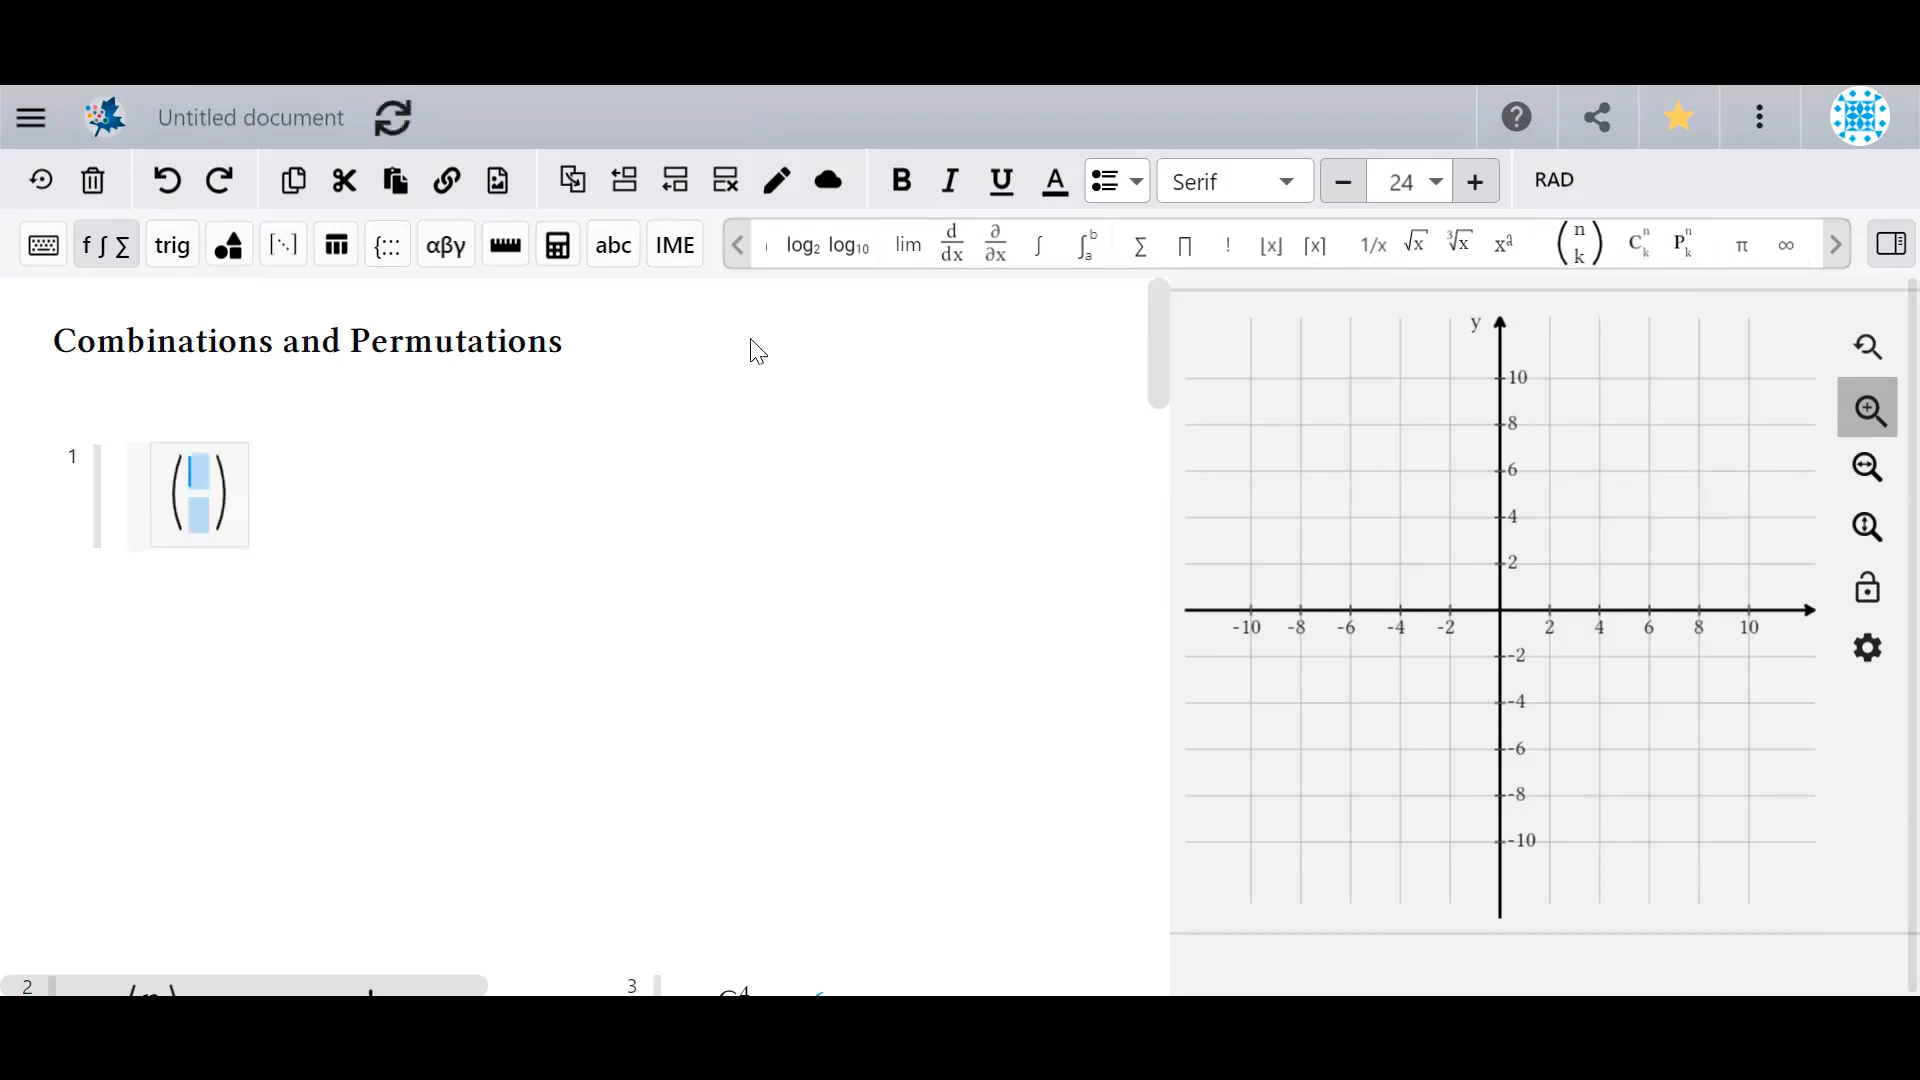 Untitled document
B I U A Serif 24 RAD
f ∫ ∑ trig αβγ abc IME log₂ log₁₀ lim d/dx ∂/∂x ∫ ∫ₐᵇ ∑ ∏ ! ⌊x⌋ ⌈x⌉ 1/x √x ∛x xª (n k) Cⁿₖ Pⁿₖ π ∞
Combinations and Permutations
1
y
10
8
6
4
2
-10 -8 -6 -4 -2 2 4 6 8 10
-2
-4
-6
-8
-10
2 3